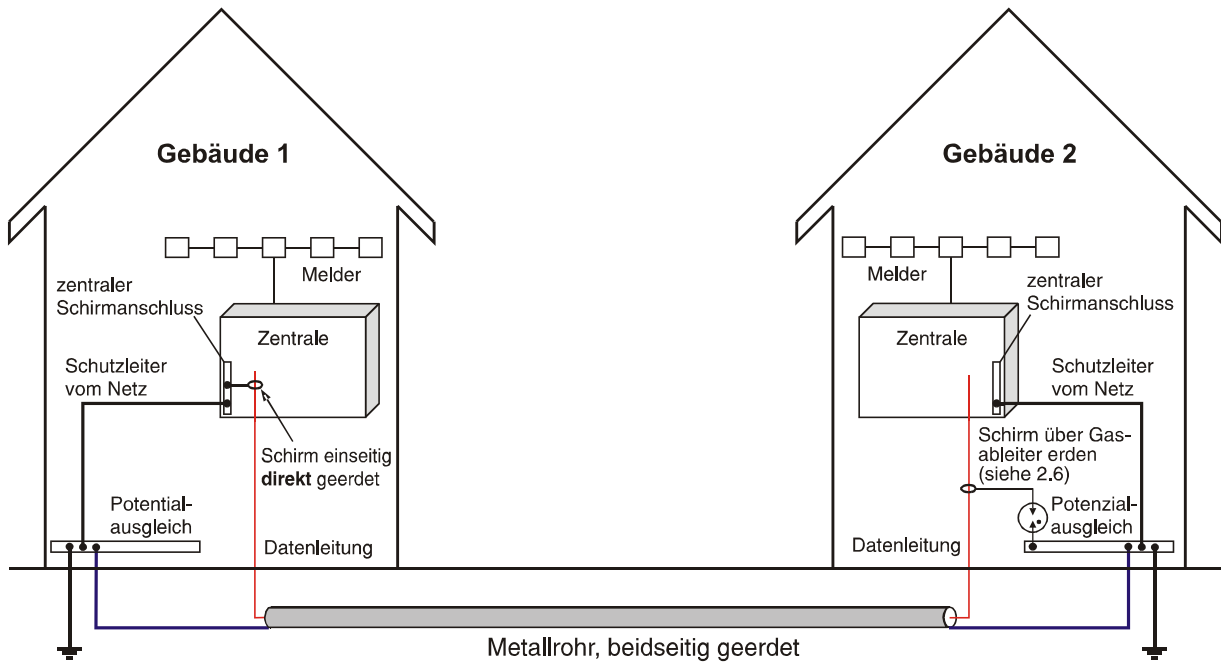 Gebäude 1
Melder
zentraler
Schirmanschluss
Zentrale
Schutzleiter
vom Netz
Schirm einseitig
direkt geerdet
Potential-
ausgleich
Datenleitung
Gebäude 2
Melder
zentraler
Schirmanschluss
Zentrale
Schutzleiter
vom Netz
Schirm über Gas-
ableiter erden
(siehe 2.6)
Potenzial-
ausgleich
Datenleitung
Metallrohr, beidseitig geerdet